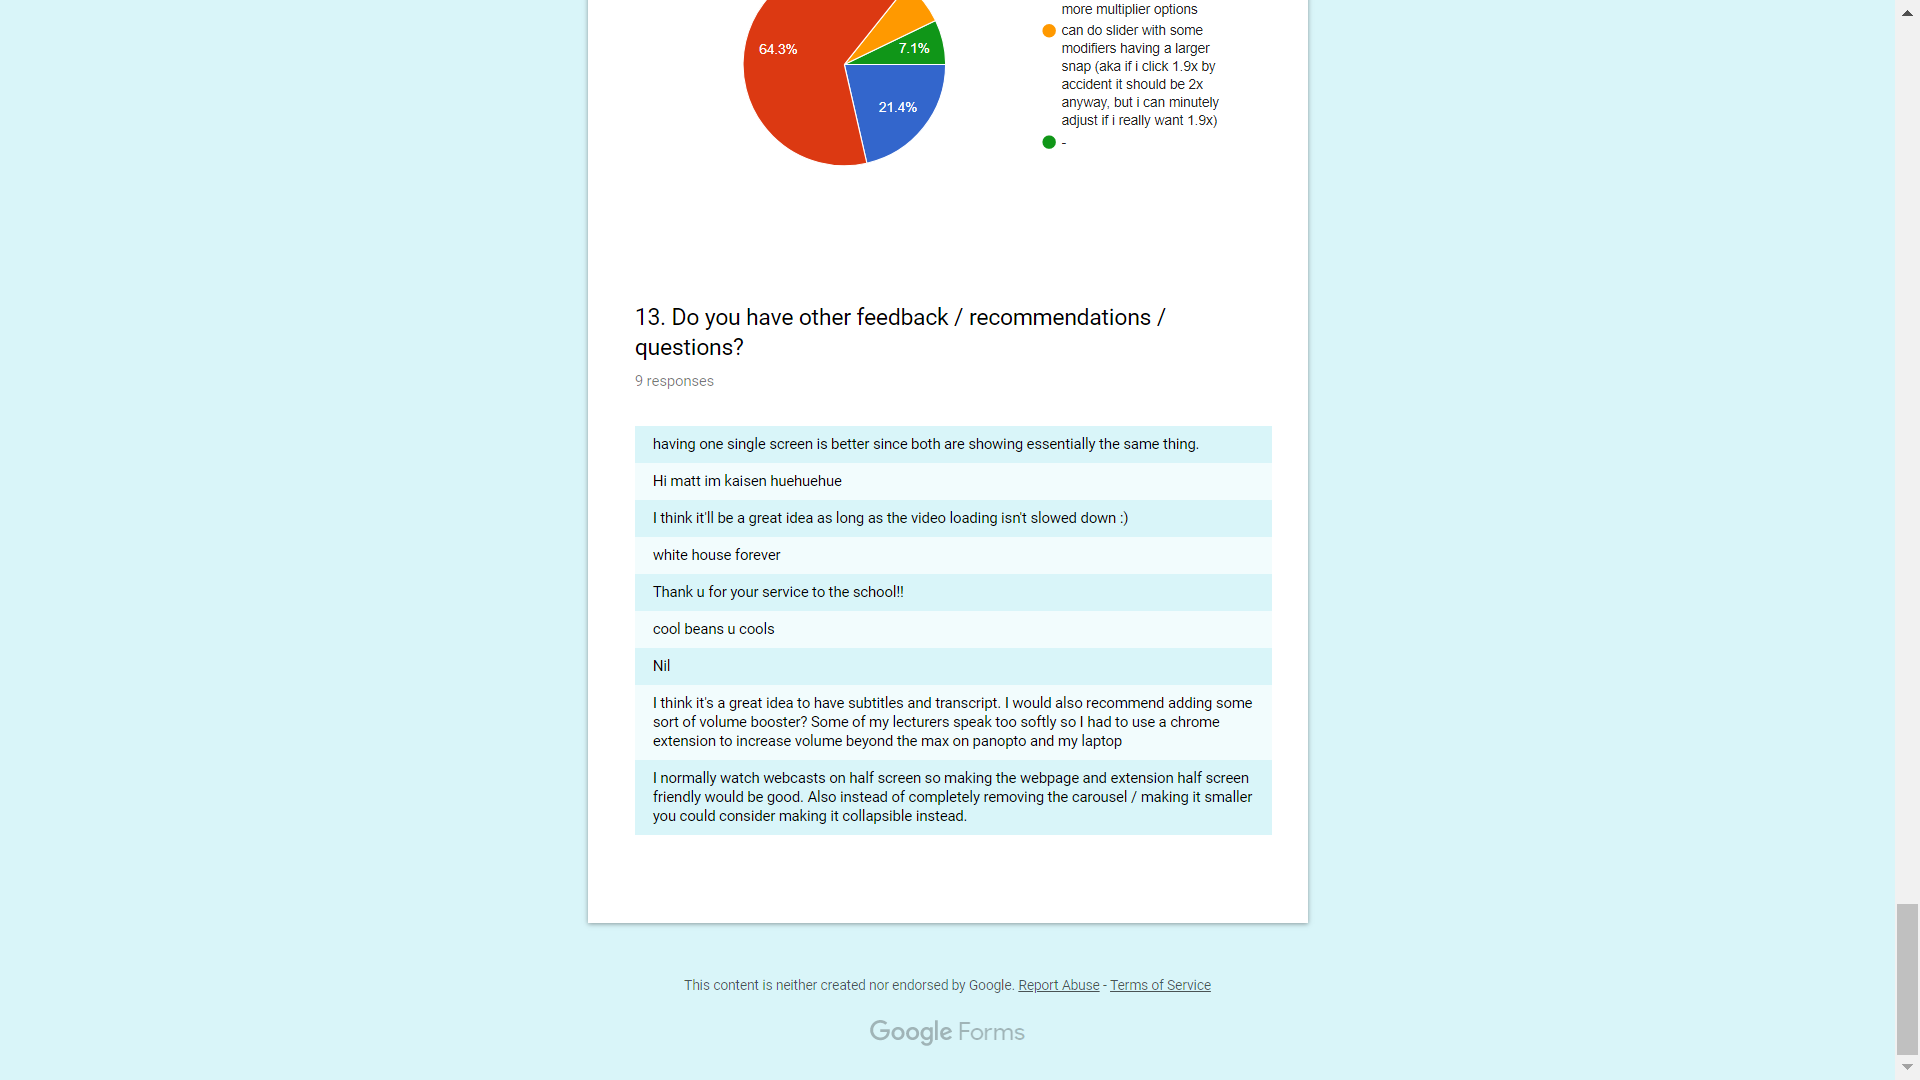 more multiplier options
can do slider with some
modifiers having a larger
snap (aka if i click 1.9x by
accident it should be 2x
anyway, but i can minutely
adjust if i really want 1.9x)
-
64.3%
7.1%
21.4%
13. Do you have other feedback / recommendations /
questions?
9 responses
having one single screen is better since both are showing essentially the same thing.
Hi matt im kaisen huehuehue
I think it'll be a great idea as long as the video loading isn't slowed down :)
white house forever
Thank u for your service to the school!!
cool beans u cools
Nil
I think it's a great idea to have subtitles and transcript. I would also recommend adding some
sort of volume booster? Some of my lecturers speak too softly so I had to use a chrome
extension to increase volume beyond the max on panopto and my laptop
I normally watch webcasts on half screen so making the webpage and extension half screen
friendly would be good. Also instead of completely removing the carousel / making it smaller
you could consider making it collapsible instead.
This content is neither created nor endorsed by Google. Report Abuse - Terms of Service
Google Forms